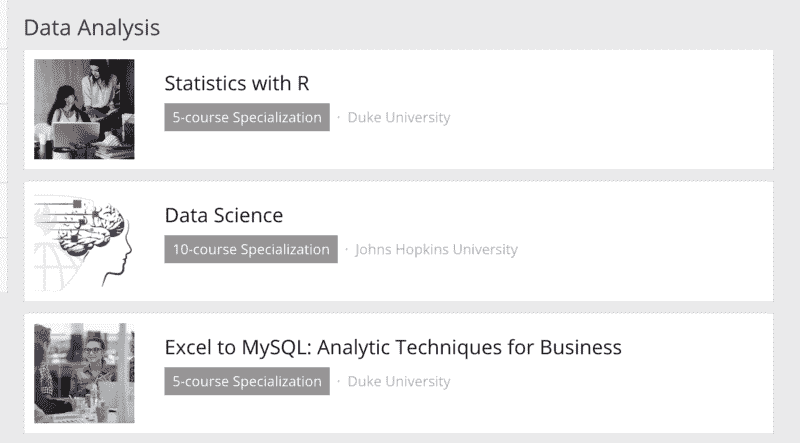 Data Analysis
Statistics with R
5-course Specialization · Duke University
Data Science
10-course Specialization · Johns Hopkins University
Excel to MySQL: Analytic Techniques for Business
5-course Specialization · Duke University